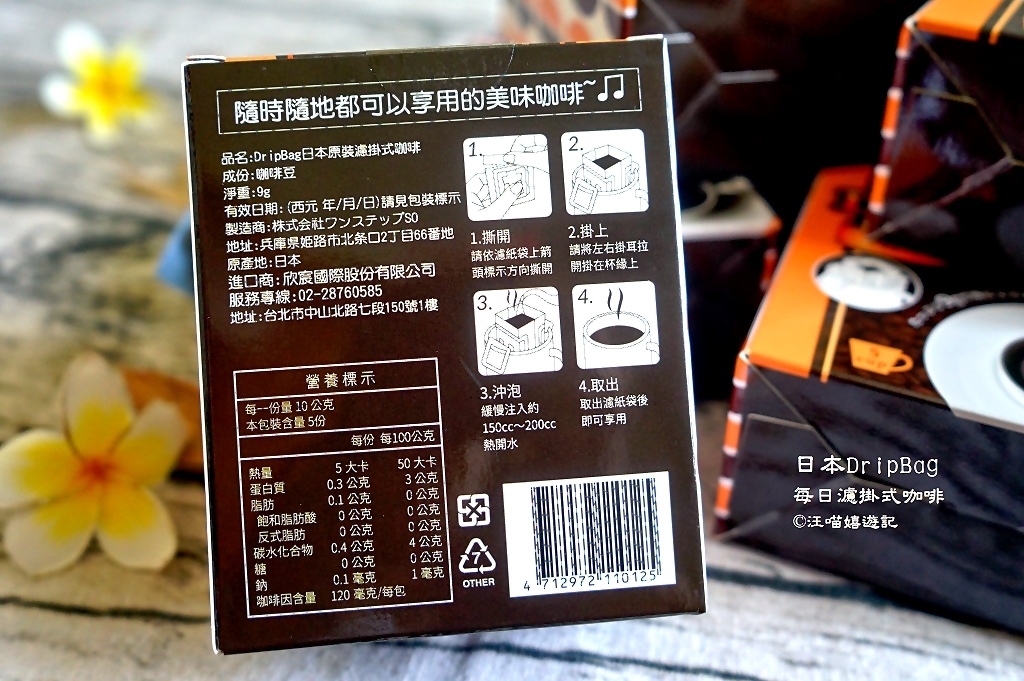 隨時隨地都可以享用的美味咖啡~♫
品名:DripBag日本原裝濾掛式咖啡
成份:咖啡豆
淨重:9g
有效日期:(西元 年/月/日)請見包裝標示
製造商:株式会社ワンステップSO
地址:兵庫県姫路市北条口2丁目66番地
原產地:日本
進口商:欣宸國際股份有限公司
服務專線:02-28760585
地址:台北市中山北路七段150號1樓
1.
2.
1.撕開
請依濾紙袋上箭
頭標示方向撕開
2.掛上
請將左右掛耳拉
開掛在杯緣上
3.
4.
3.沖泡
緩慢注入約
150cc～200cc
熱開水
4.取出
取出濾紙袋後
即可享用
營養標示
每一份量 10 公克
本包裝含量 5份
每份 每100公克
熱量 5 大卡 50 大卡
蛋白質 0.3 公克 3 公克
脂肪 0.1 公克 0 公克
飽和脂肪酸 0 公克 0 公克
反式脂肪 0 公克 0 公克
碳水化合物 0.4 公克 4 公克
糖 0 公克 0 公克
鈉 0.1 毫克 1 毫克
咖啡因含量 120 毫克/每包
7
OTHER
4 712972 110125
5
日本DripBag
每日濾掛式咖啡
©汪喵嬉遊記